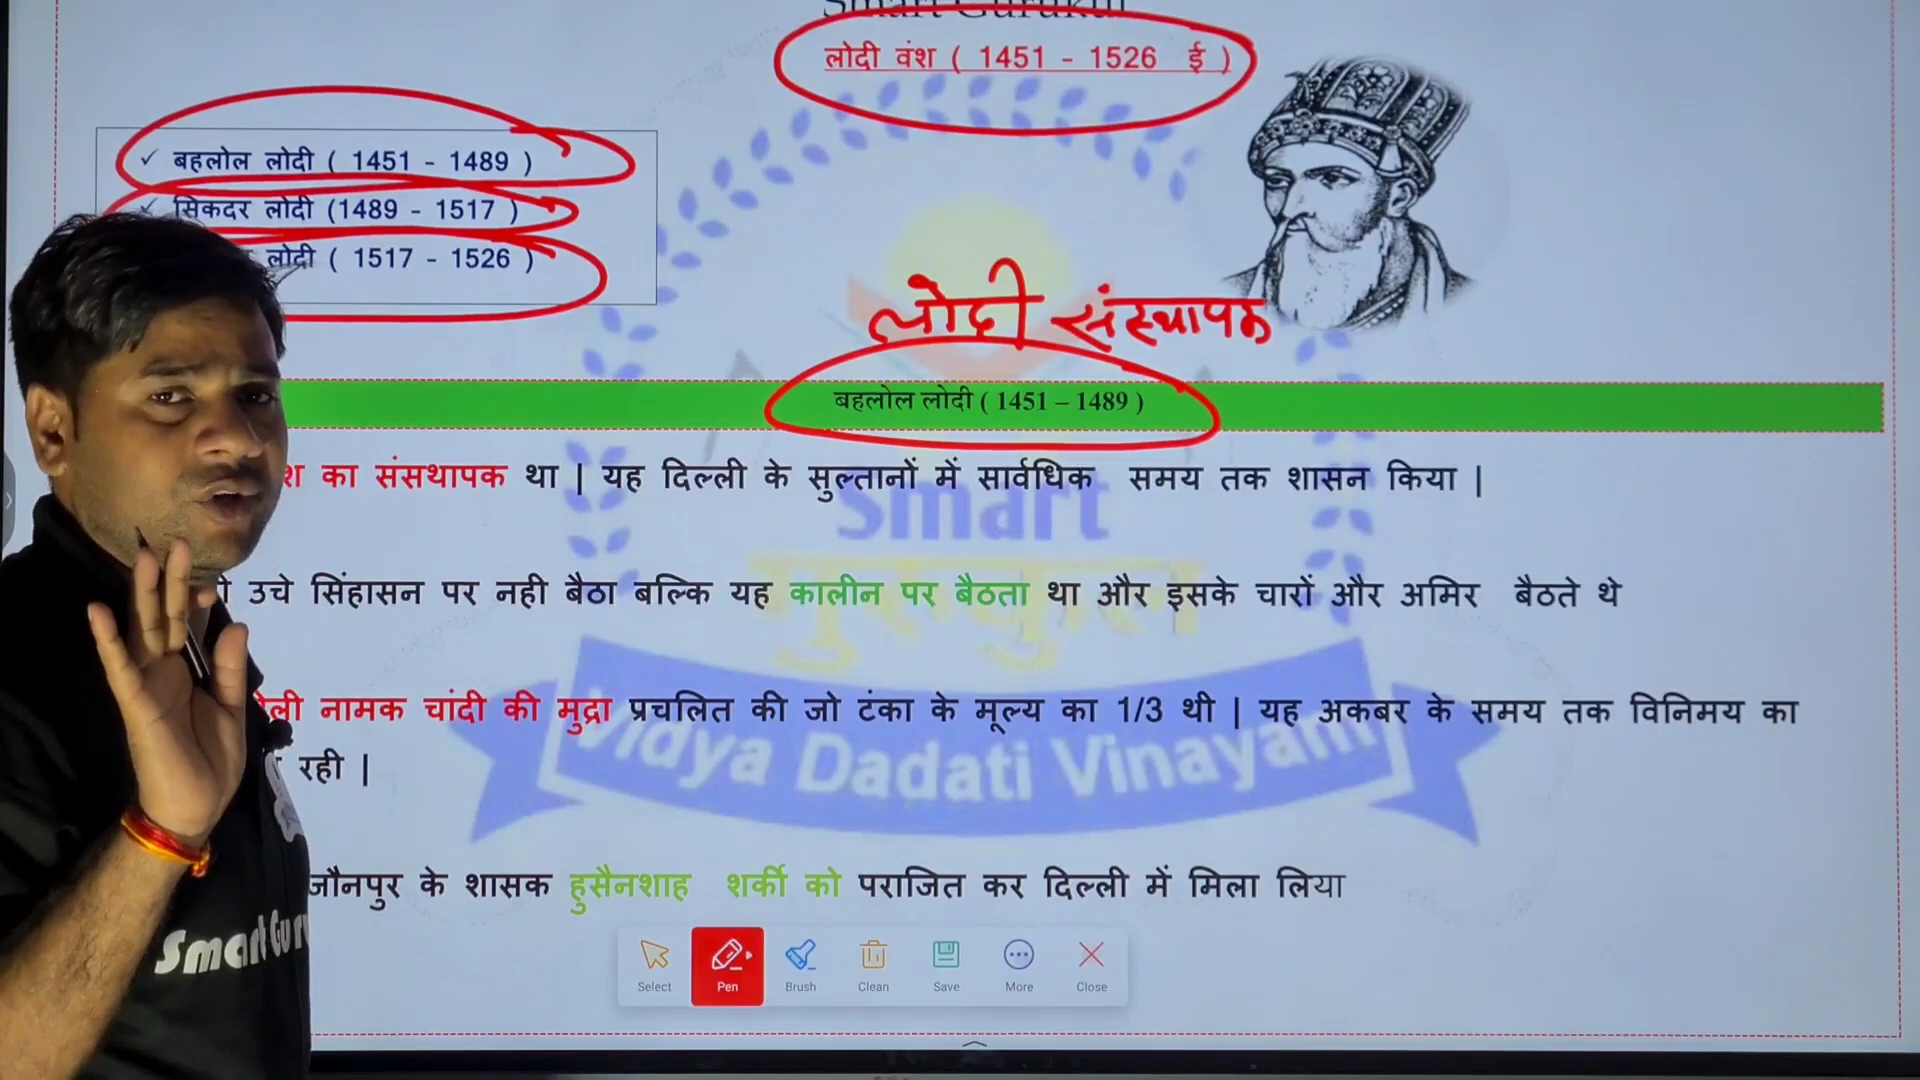 लोदी वंश ( 1451 - 1526 ई )
✓ बहलोल लोदी ( 1451 - 1489 )
✓ सिकदर लोदी (1489 - 1517 )
लोदी ( 1517 - 1526 )
लोदी संस्थापक
बहलोल लोदी ( 1451 – 1489 )
का संसथापक था | यह दिल्ली के सुल्तानों में सार्वधिक समय तक शासन किया |
उचे सिंहासन पर नही बैठा बल्कि यह कालीन पर बैठता था और इसके चारों और अमिर बैठते थे
नामक चांदी की मुद्रा प्रचलित की जो टंका के मूल्य का 1/3 थी | यह अकबर के समय तक विनिमय का
रही |
जौनपुर के शासक हुसैनशाह शर्की को पराजित कर दिल्ली में मिला लिया
Smart
गुरुकुल
Vidya Dadati Vinayam
Smart
Select Pen Brush Clean Save More Close